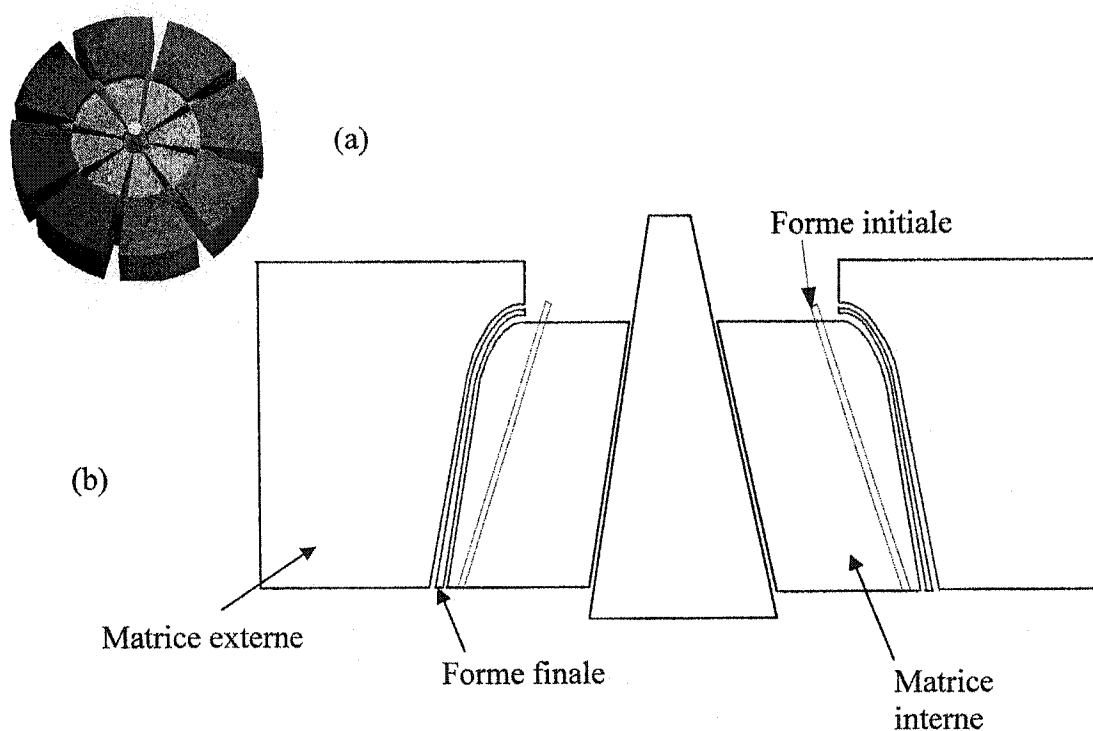 (a)
Forme initiale
(b)
Matrice externe
Forme finale
Matrice
interne